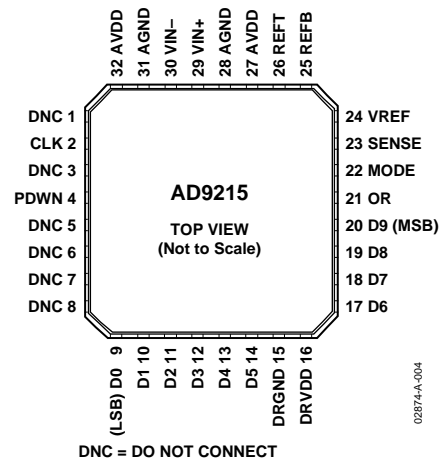 32 AVDD
31 AGND
30 VIN–
29 VIN+
28 AGND
27 AVDD
26 REFT
25 REFB
DNC 1
CLK 2
DNC 3
PDWN 4
DNC 5
DNC 6
DNC 7
DNC 8
AD9215
TOP VIEW
(Not to Scale)
24 VREF
23 SENSE
22 MODE
21 OR
20 D9 (MSB)
19 D8
18 D7
17 D6
(LSB) D0 9
D1 10
D2 11
D3 12
D4 13
D5 14
DRGND 15
DRVDD 16
02874-A-004
DNC = DO NOT CONNECT